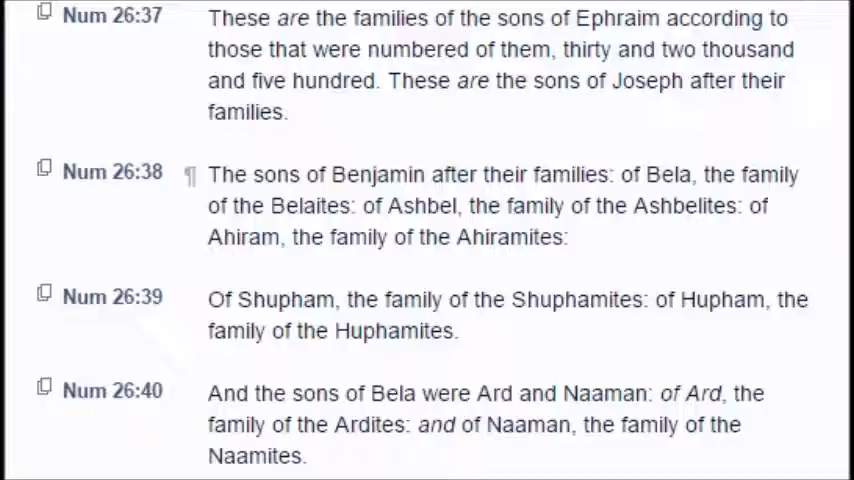 Num 26:37 These are the families of the sons of Ephraim according to
those that were numbered of them, thirty and two thousand
and five hundred. These are the sons of Joseph after their
families.
Num 26:38 ¶ The sons of Benjamin after their families: of Bela, the family
of the Belaites: of Ashbel, the family of the Ashbelites: of
Ahiram, the family of the Ahiramites:
Num 26:39 Of Shupham, the family of the Shuphamites: of Hupham, the
family of the Huphamites.
Num 26:40 And the sons of Bela were Ard and Naaman: of Ard, the
family of the Ardites: and of Naaman, the family of the
Naamites.